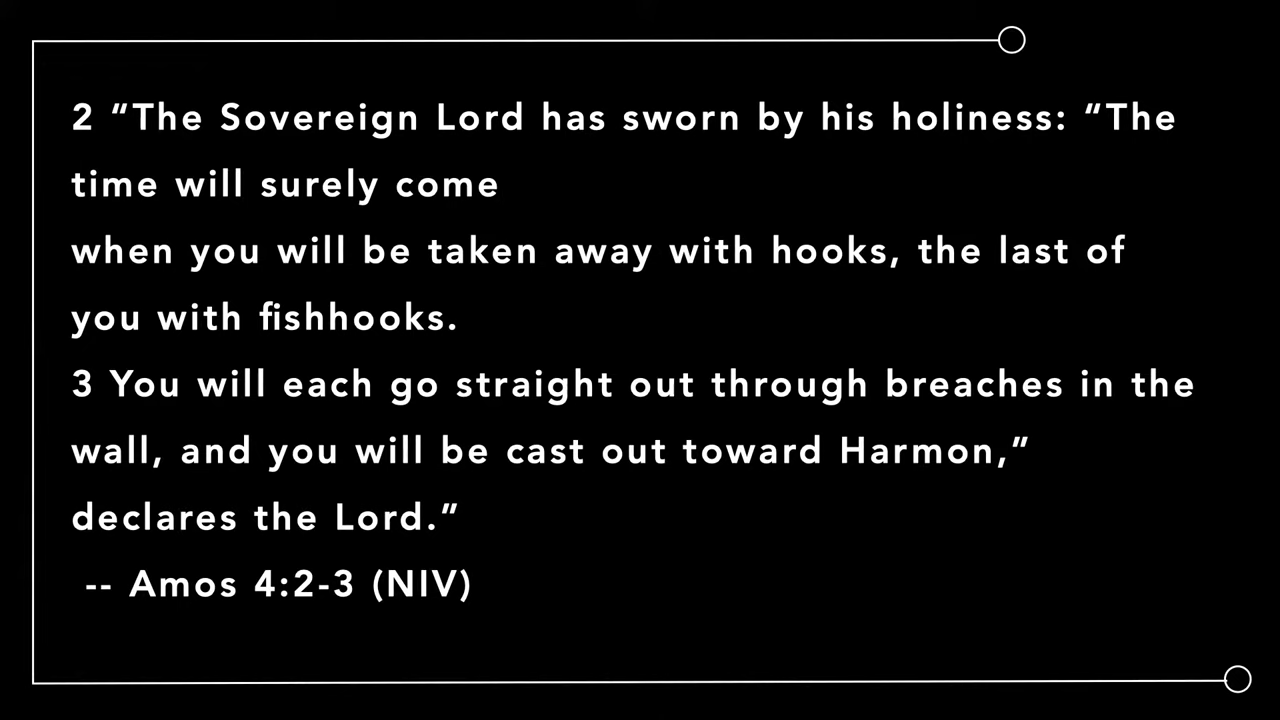 2 “The Sovereign Lord has sworn by his holiness: “The
time will surely come
when you will be taken away with hooks, the last of
you with fishhooks.
3 You will each go straight out through breaches in the
wall, and you will be cast out toward Harmon,”
declares the Lord.”
-- Amos 4:2-3 (NIV)